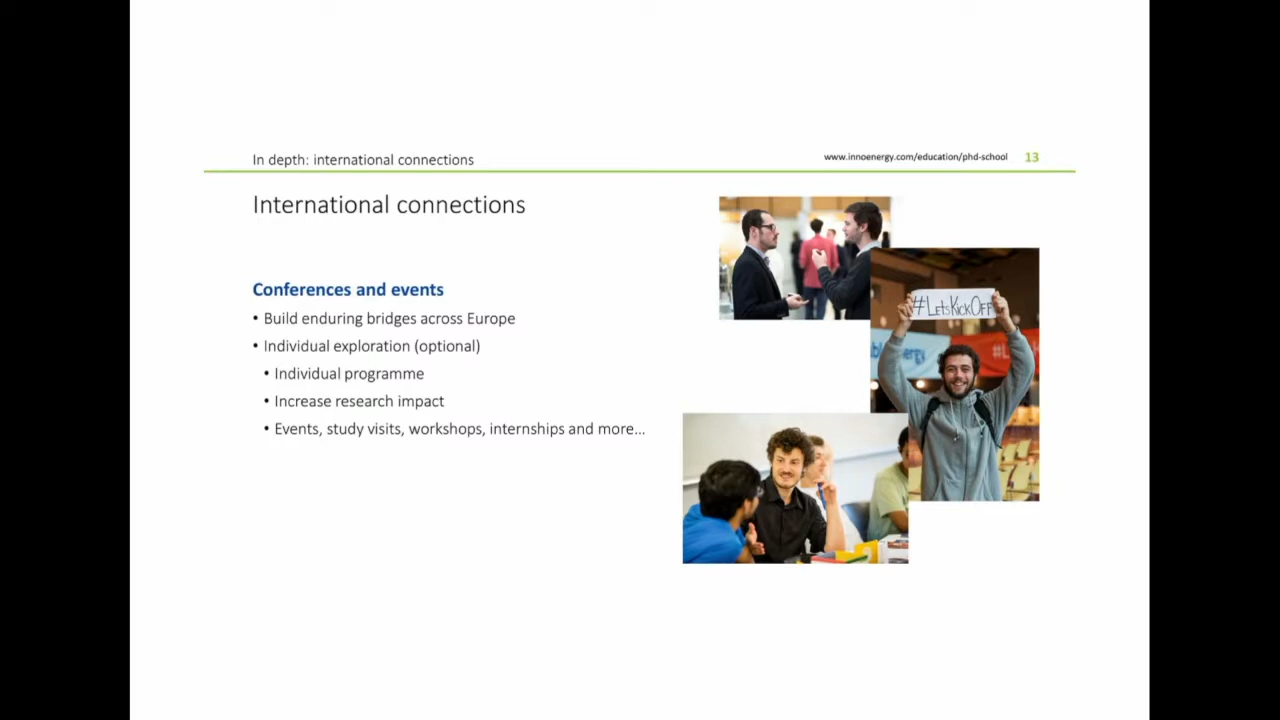 In depth: international connections
www.innoenergy.com/education/phd-school 13
International connections
Conferences and events
• Build enduring bridges across Europe
• Individual exploration (optional)
• Individual programme
• Increase research impact
• Events, study visits, workshops, internships and more...
#LetsKickOFF